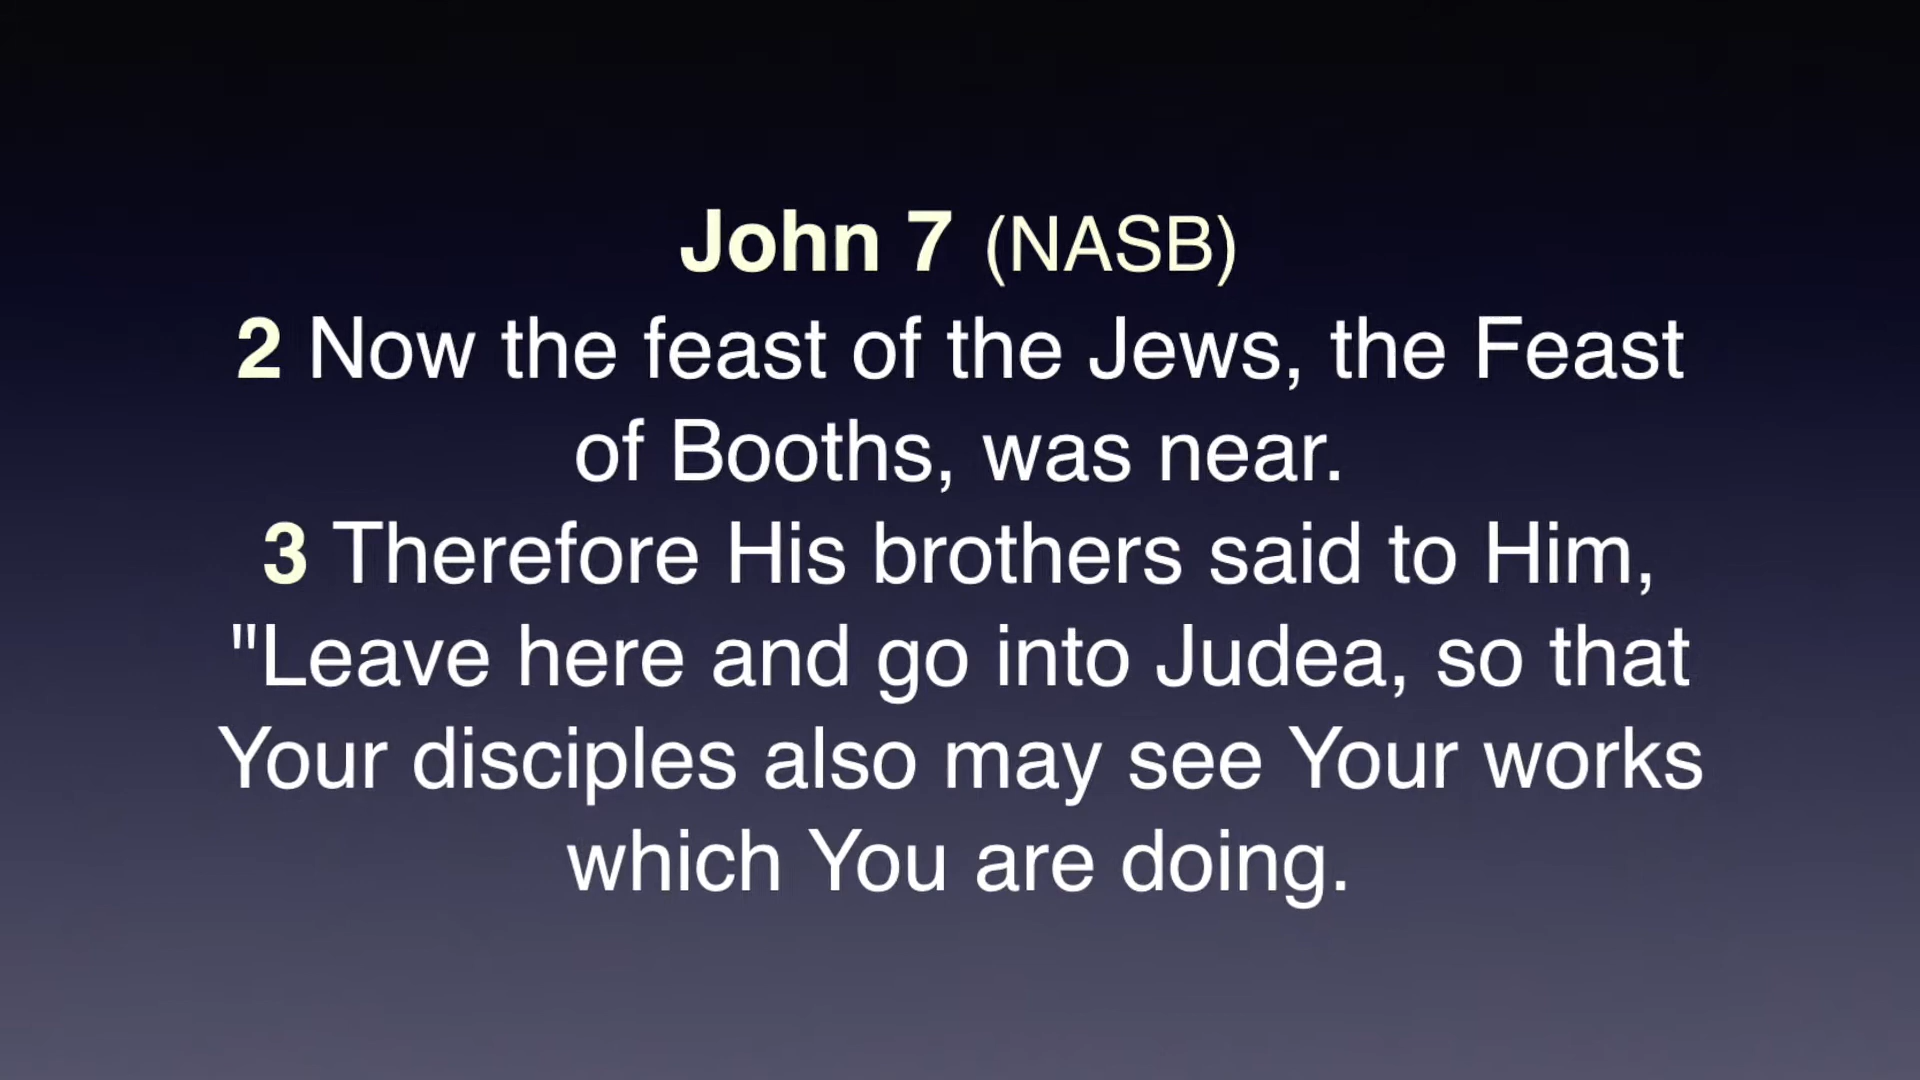 John 7 (NASB)
2 Now the feast of the Jews, the Feast
of Booths, was near.
3 Therefore His brothers said to Him,
"Leave here and go into Judea, so that
Your disciples also may see Your works
which You are doing.